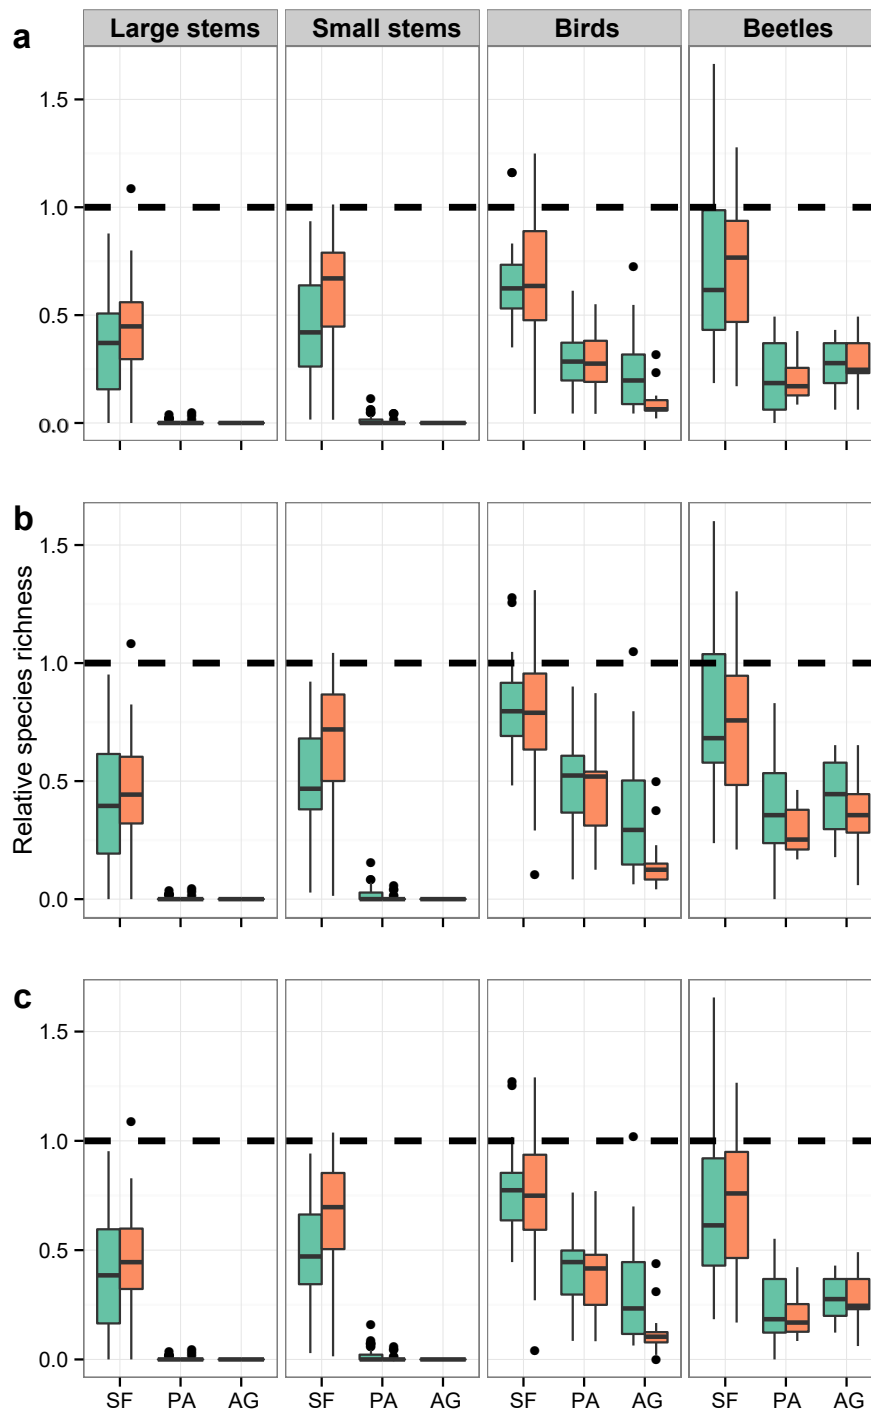 a
Large stems Small stems Birds Beetles
1.5
1.0
0.5
0.0
b
Relative species richness
1.5
1.0
0.5
0.0
c
1.5
1.0
0.5
0.0
SF PA AG SF PA AG SF PA AG SF PA AG